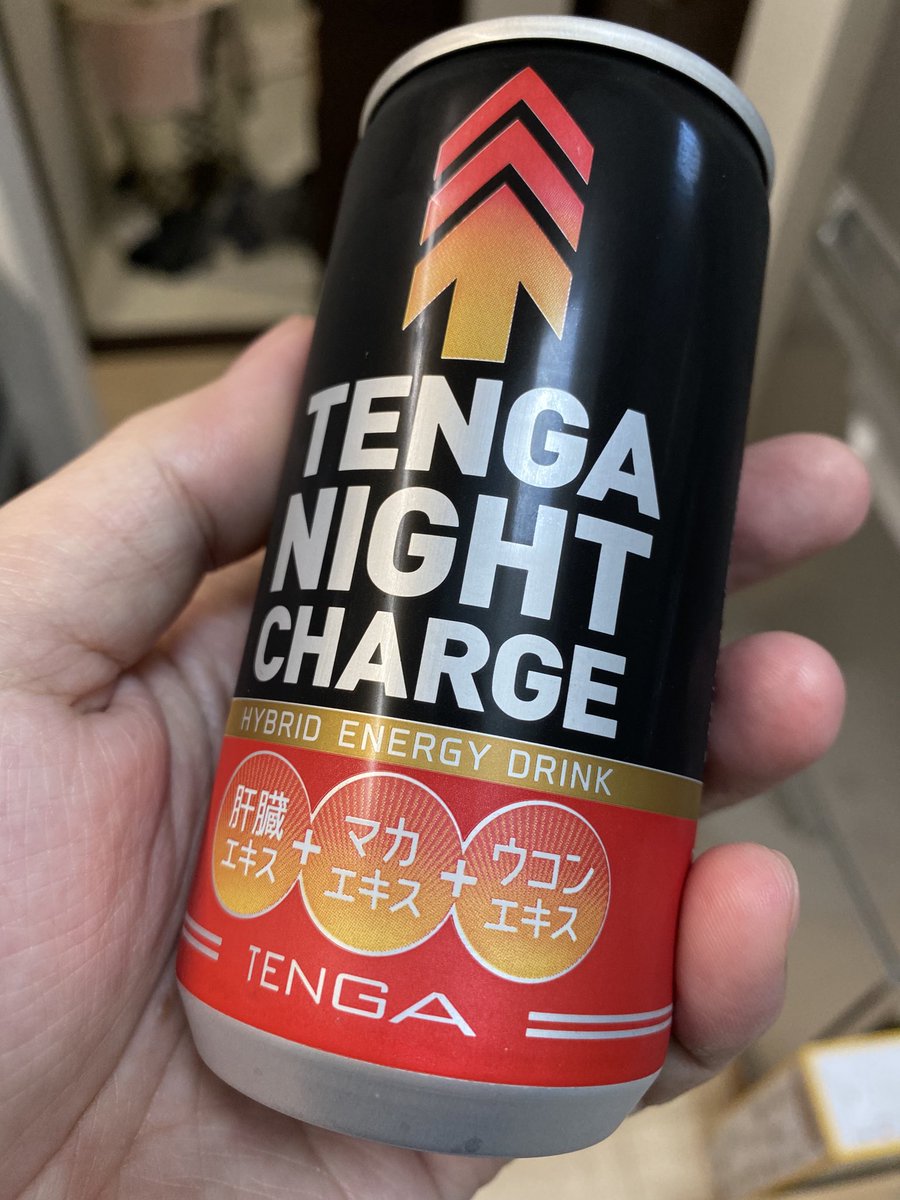 TENGA
NIGHT
CHARGE
HYBRID ENERGY DRINK
肝臓
エキス
+
マカ
エキス
+
ウコン
エキス
TENGA